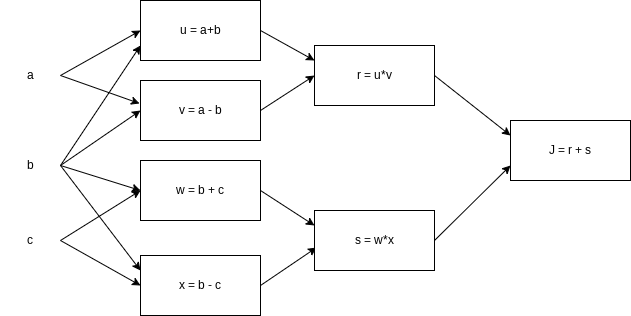 a
b
c
u = a+b
v = a - b
w = b + c
x = b - c
r = u*v
s = w*x
J = r + s